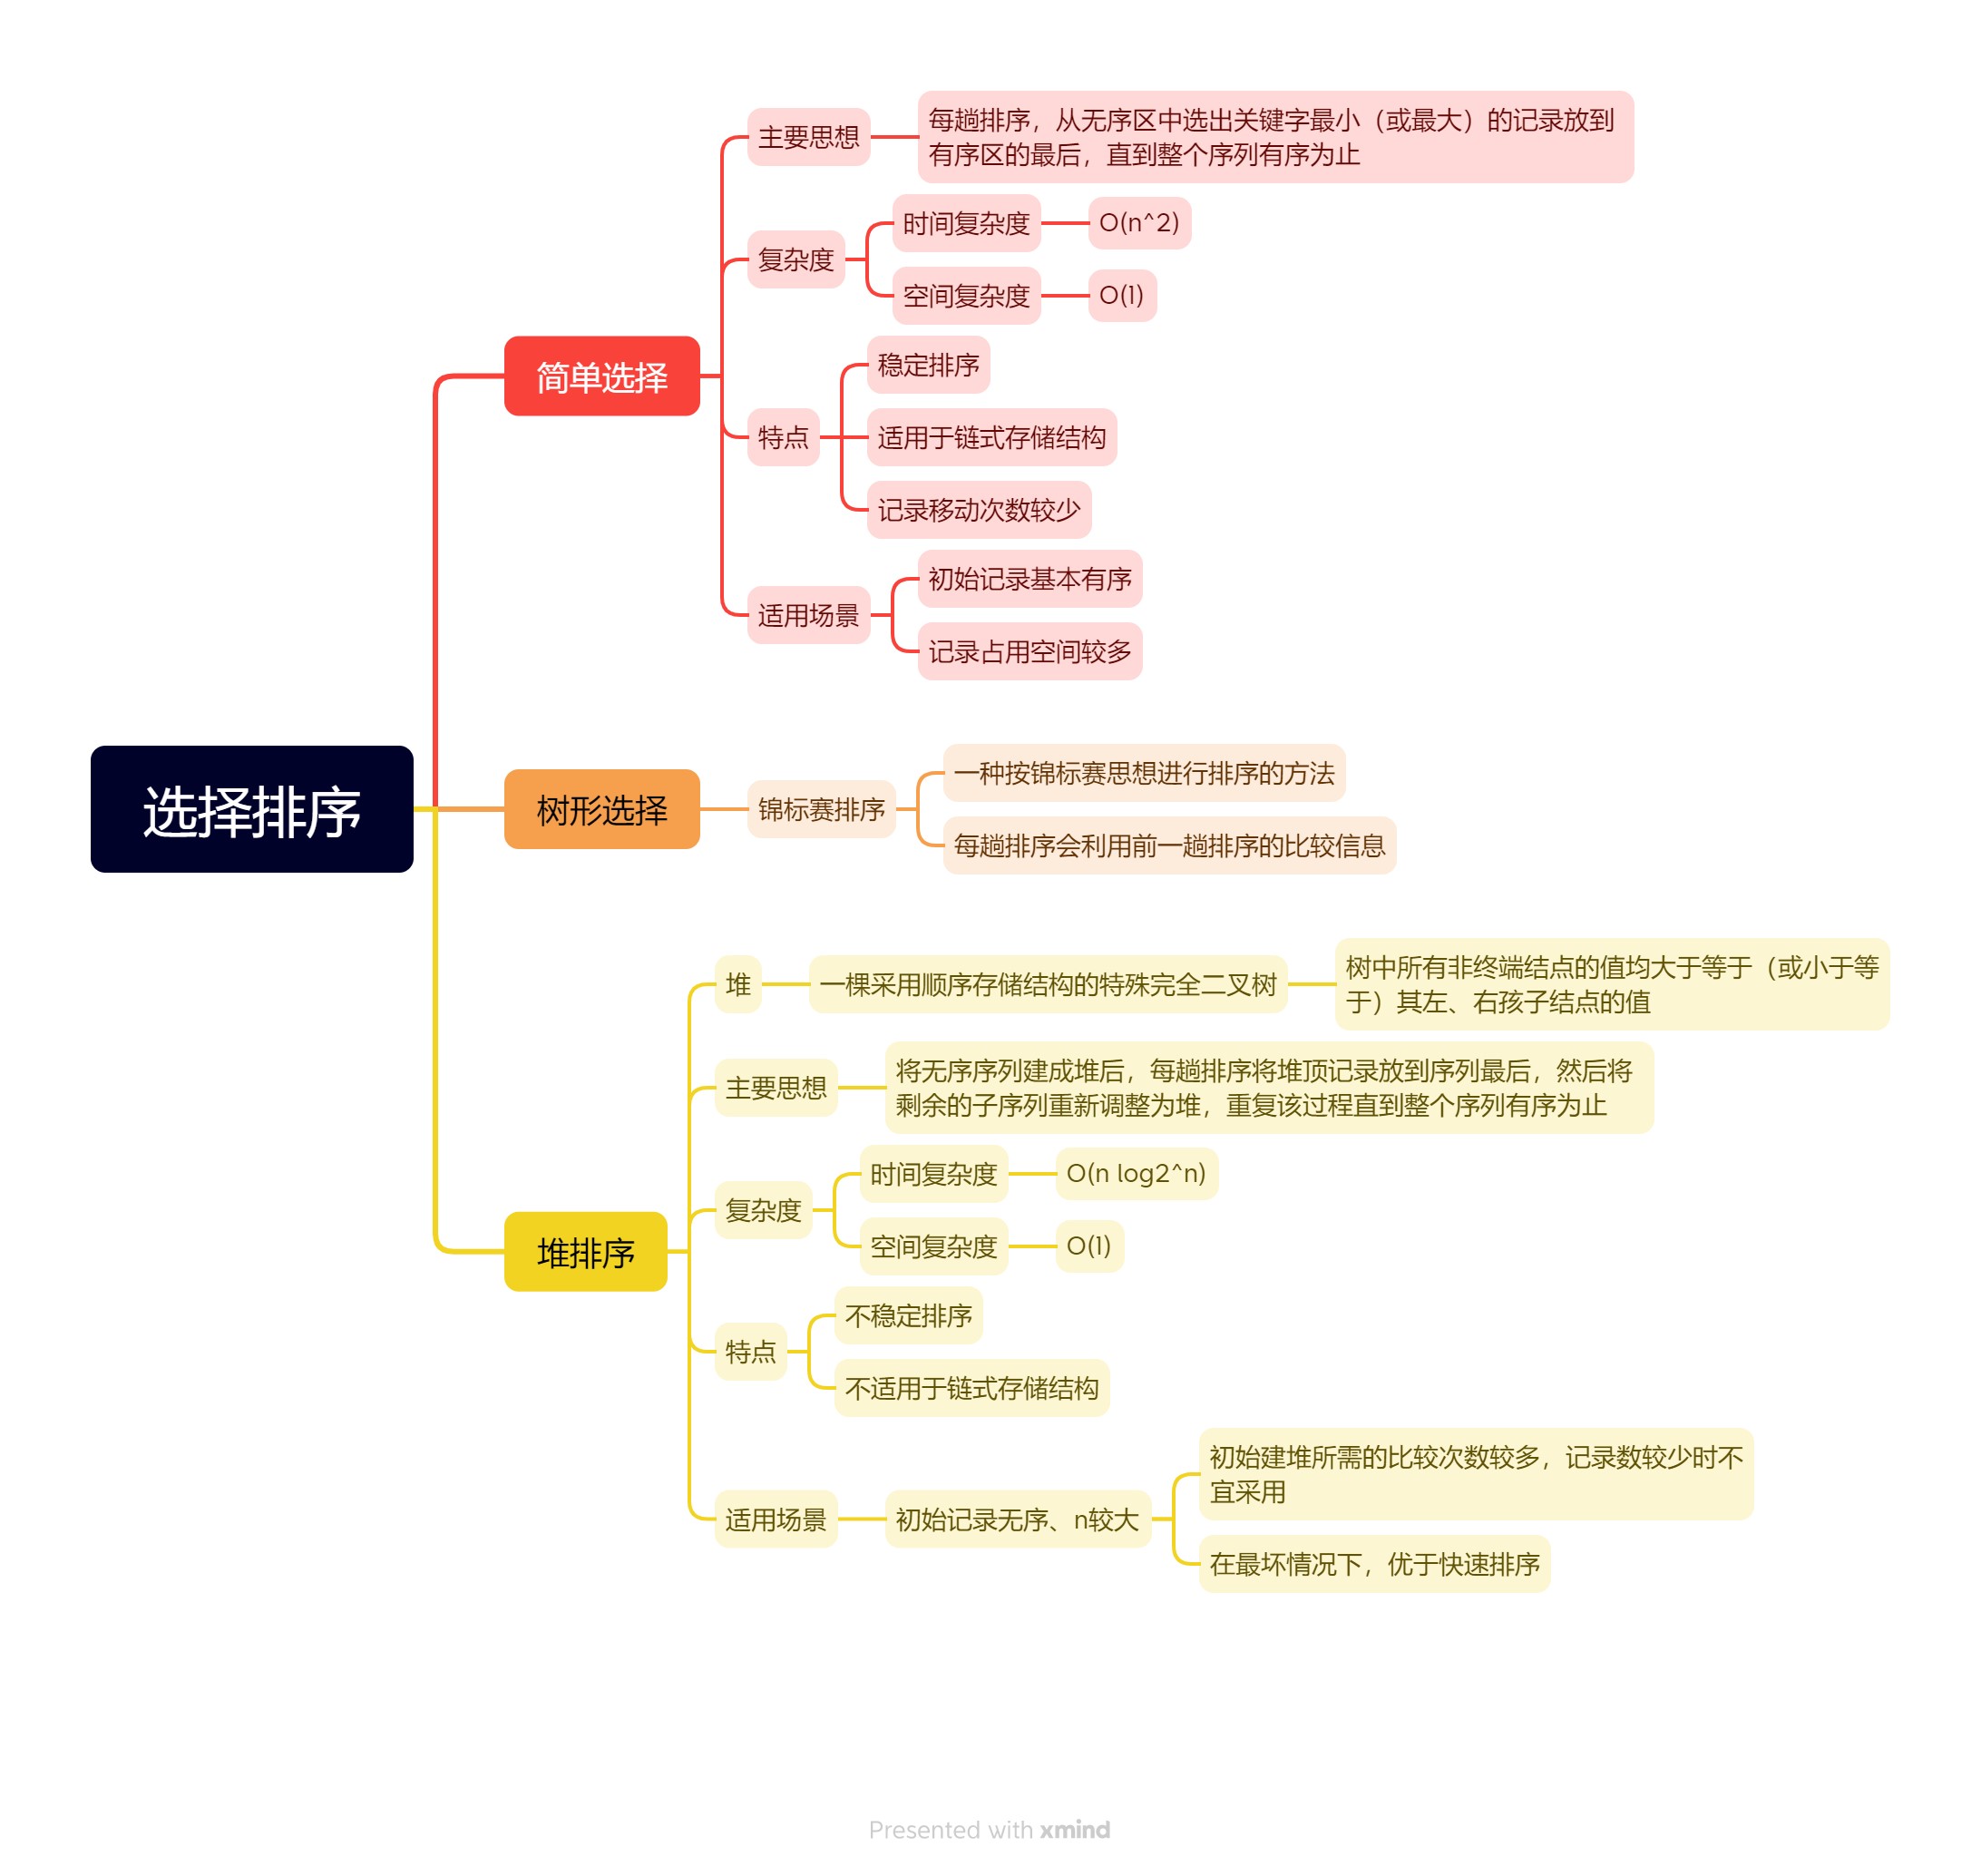 选择排序
简单选择
主要思想
每趟排序，从无序区中选出关键字最小（或最大）的记录放到
有序区的最后，直到整个序列有序为止
复杂度
时间复杂度
O(n^2)
空间复杂度
O(1)
特点
稳定排序
适用于链式存储结构
记录移动次数较少
适用场景
初始记录基本有序
记录占用空间较多
树形选择
锦标赛排序
一种按锦标赛思想进行排序的方法
每趟排序会利用前一趟排序的比较信息
堆排序
堆
一棵采用顺序存储结构的特殊完全二叉树
树中所有非终端结点的值均大于等于（或小于等
于）其左、右孩子结点的值
主要思想
将无序序列建成堆后，每趟排序将堆顶记录放到序列最后，然后将
剩余的子序列重新调整为堆，重复该过程直到整个序列有序为止
复杂度
时间复杂度
O(n log2^n)
空间复杂度
O(1)
特点
不稳定排序
不适用于链式存储结构
适用场景
初始记录无序、n较大
初始建堆所需的比较次数较多，记录数较少时不
宜采用
在最坏情况下，优于快速排序
Presented with xmind